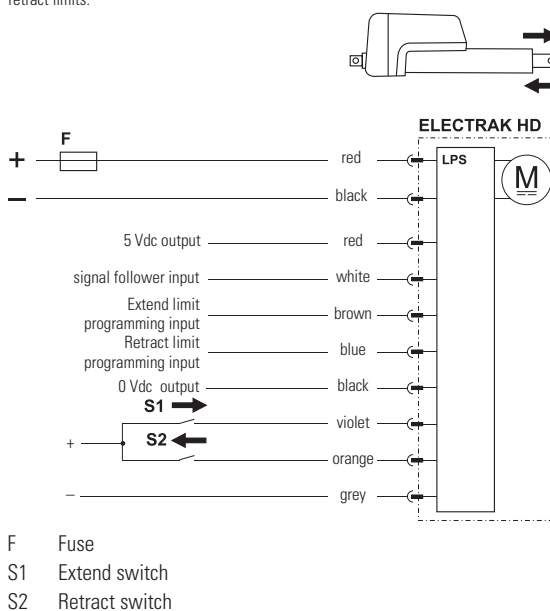 retract limits.
ELECTRAK HD
F
+ red LPS
M
− black
5 Vdc output red
signal follower input white
Extend limit
programming input brown
Retract limit
programming input blue
0 Vdc output black
S1
violet
+ S2
orange
− grey
F Fuse
S1 Extend switch
S2 Retract switch